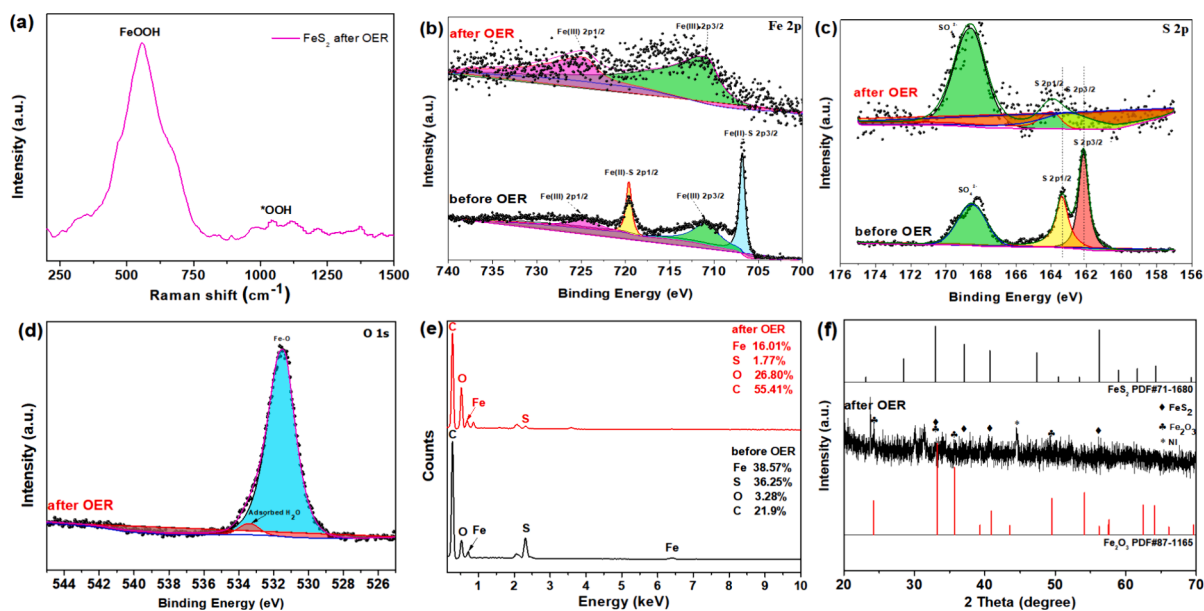 (a)
FeOOH
FeS2 after OER
*OOH
Intensity (a.u.)
250 500 750 1000 1250 1500
Raman shift (cm-1)
(b)
Fe 2p
after OER
Fe(III) 2p1/2
Fe(III) 2p3/2
Fe(II)-S 2p3/2
Fe(II)-S 2p1/2
before OER
Fe(III) 2p1/2
Fe(III) 2p3/2
Intensity (a.u.)
740 735 730 725 720 715 710 705 700
Binding Energy (eV)
(c)
S 2p
SO4 2-
after OER
S 2p1/2
S 2p3/2
S 2p3/2
S 2p1/2
SO4 2-
before OER
Intensity (a.u.)
176 174 172 170 168 166 164 162 160 158 156
Binding Energy (eV)
(d)
O 1s
Fe-O
after OER
Adsorbed H2O
Intensity (a.u.)
544 542 540 538 536 534 532 530 528 526
Binding Energy (eV)
(e)
C
after OER
Fe 16.01%
S 1.77%
O 26.80%
C 55.41%
O
Fe
S
C
before OER
Fe 38.57%
S 36.25%
O 3.28%
C 21.9%
O
Fe
S
Fe
Counts
1 2 3 4 5 6 7 8 9 10
Energy (keV)
(f)
FeS2 PDF#71-1680
after OER
♦ FeS2
♣ Fe2O3
* NI
Fe2O3 PDF#87-1165
Intensity (a.u.)
20 30 40 50 60 70
2 Theta (degree)